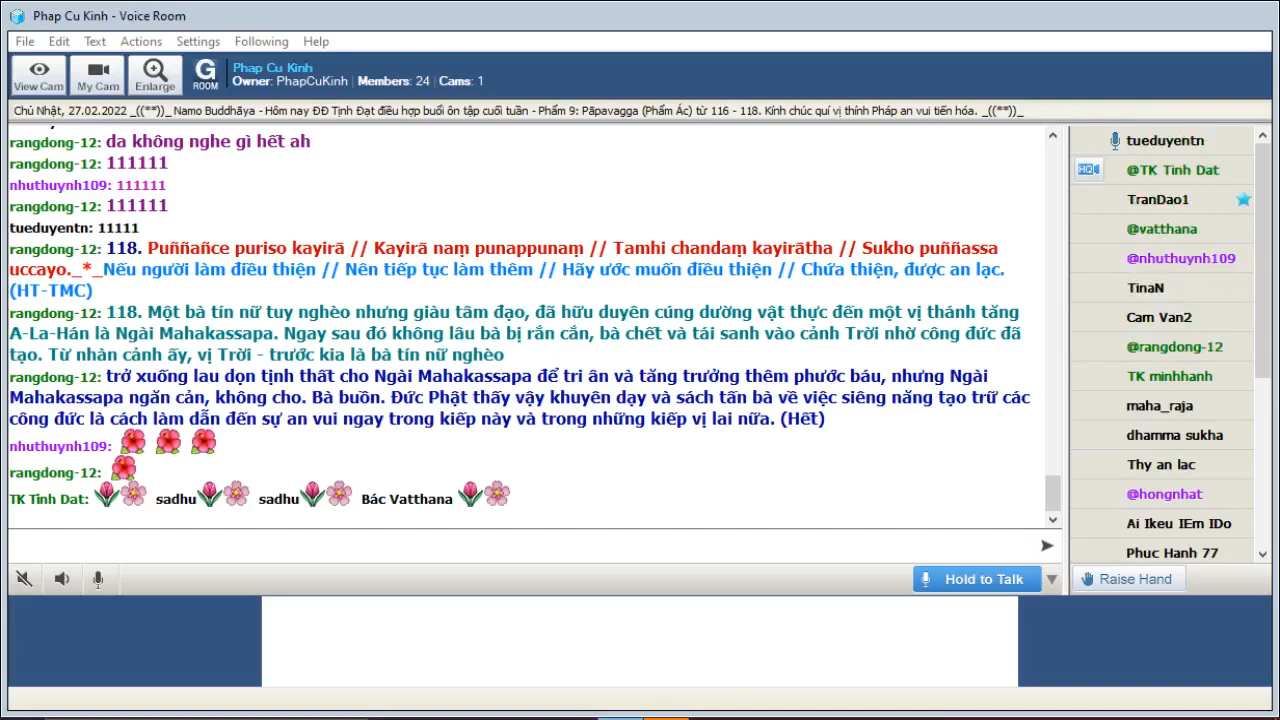 Phap Cu Kinh - Voice Room
File Edit Text Actions Settings Following Help
View Cam My Cam Enlarge G ROOM
Phap Cu Kinh
Owner: PhapCuKinh | Members: 24 | Cams: 1
Chủ Nhật, 27.02.2022 _((**))_ Namo Buddhāya - Hôm nay ĐĐ Tịnh Đạt điều hợp buổi ôn tập cuối tuần - Phẩm 9: Pāpavagga (Phẩm Ác) từ 116 - 118. Kính chúc quí vị thính Pháp an vui tiến hóa. _((**))_
rangdong-12: da không nghe gì hết ah
rangdong-12: 111111
nhuthuynh109: 111111
rangdong-12: 111111
tueduyentn: 11111
rangdong-12: 118. Puññañce puriso kayirā // Kayirā naṃ punappunaṃ // Tamhi chandaṃ kayirātha // Sukho puññassa
uccayo._*_Nếu người làm điều thiện // Nên tiếp tục làm thêm // Hãy ước muốn điều thiện // Chứa thiện, được an lạc.
(HT-TMC)
rangdong-12: 118. Một bà tín nữ tuy nghèo nhưng giàu tâm đạo, đã hữu duyên cúng dường vật thực đến một vị thánh tăng
A-La-Hán là Ngài Mahakassapa. Ngay sau đó không lâu bà bị rắn cắn, bà chết và tái sanh vào cảnh Trời nhờ công đức đã
tạo. Từ nhàn cảnh ấy, vị Trời - trước kia là bà tín nữ nghèo
rangdong-12: trở xuống lau dọn tịnh thất cho Ngài Mahakassapa để tri ân và tăng trưởng thêm phước báu, nhưng Ngài
Mahakassapa ngăn cản, không cho. Bà buồn. Đức Phật thấy vậy khuyên dạy và sách tấn bà về việc siêng năng tạo trữ các
công đức là cách làm dẫn đến sự an vui ngay trong kiếp này và trong những kiếp vị lai nữa. (Hết)
nhuthuynh109:
rangdong-12:
TK Tinh Dat: sadhu sadhu Bác Vatthana
Hold to Talk
tueduyentn
HQ @TK Tinh Dat
TranDao1
@vatthana
@nhuthuynh109
TinaN
Cam Van2
@rangdong-12
TK minhhanh
maha_raja
dhamma sukha
Thy an lac
@hongnhat
Ai Ikeu IEm IDo
Phuc Hanh 77
Raise Hand